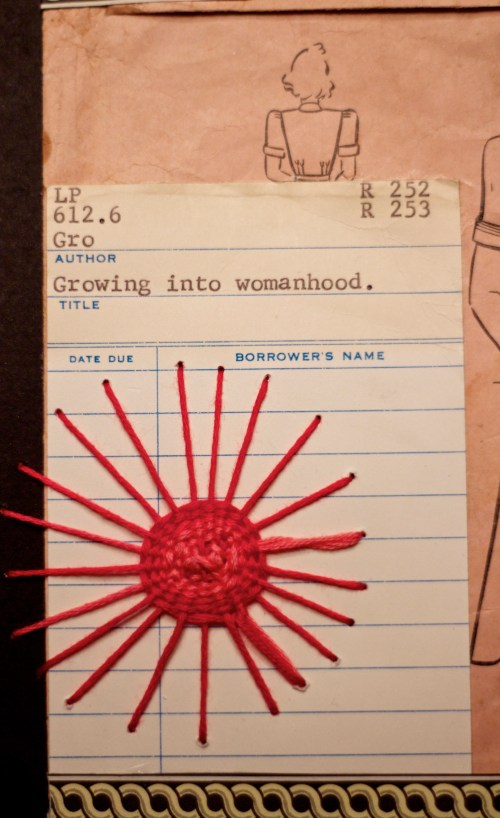 LP R 252
612.6 R 253
Gro
AUTHOR
Growing into womanhood.
TITLE
DATE DUE BORROWER'S NAME